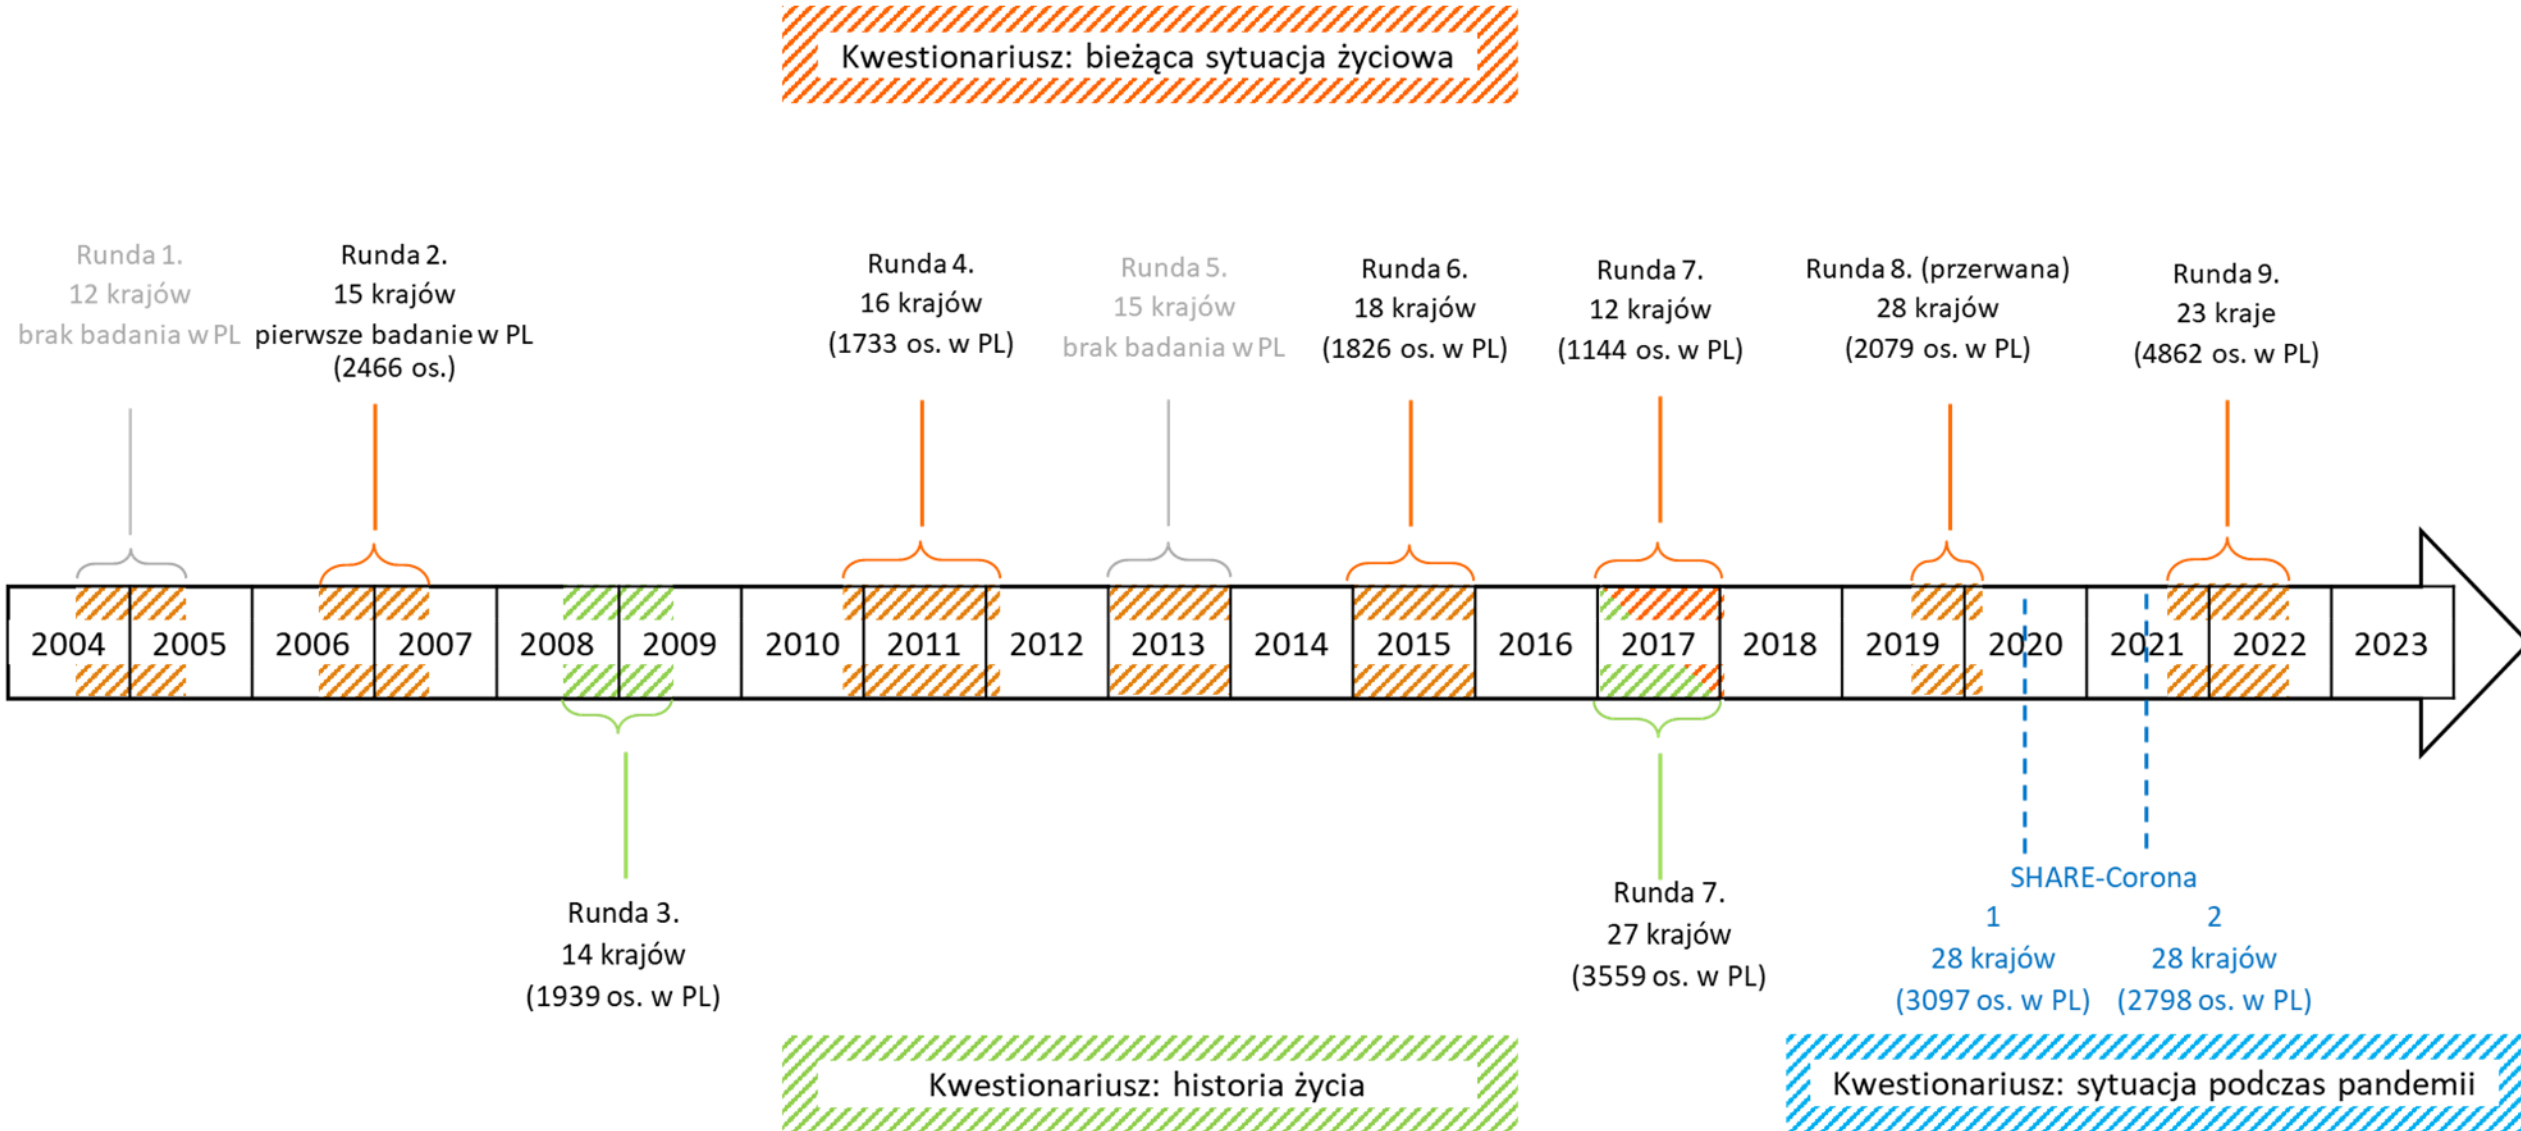 Kwestionariusz: bieżąca sytuacja życiowa
Runda 1.
12 krajów
brak badania w PL
Runda 2.
15 krajów
pierwsze badanie w PL
(2466 os.)
Runda 4.
16 krajów
(1733 os. w PL)
Runda 5.
15 krajów
brak badania w PL
Runda 6.
18 krajów
(1826 os. w PL)
Runda 7.
12 krajów
(1144 os. w PL)
Runda 8. (przerwana)
28 krajów
(2079 os. w PL)
Runda 9.
23 kraje
(4862 os. w PL)
2004 2005 2006 2007 2008 2009 2010 2011 2012 2013 2014 2015 2016 2017 2018 2019 2020 2021 2022 2023
Runda 3.
14 krajów
(1939 os. w PL)
Runda 7.
27 krajów
(3559 os. w PL)
SHARE-Corona
1
28 krajów
(3097 os. w PL)
2
28 krajów
(2798 os. w PL)
Kwestionariusz: historia życia
Kwestionariusz: sytuacja podczas pandemii